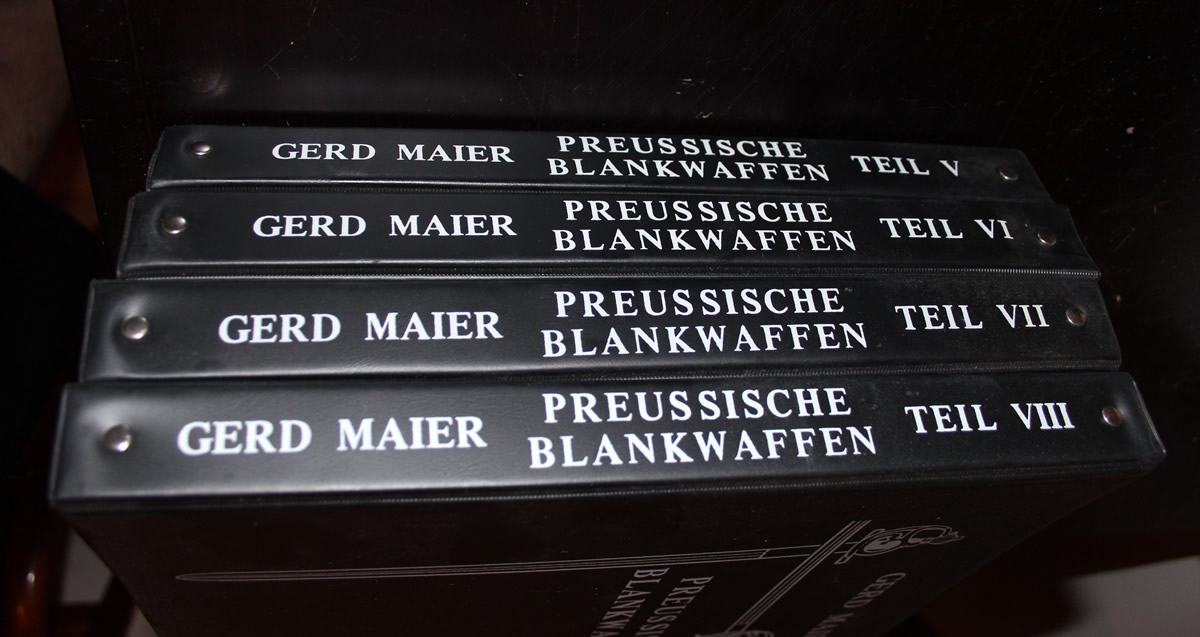 GERD MAIER PREUSSISCHE BLANKWAFFEN TEIL V
GERD MAIER PREUSSISCHE BLANKWAFFEN TEIL VI
GERD MAIER PREUSSISCHE BLANKWAFFEN TEIL VII
GERD MAIER PREUSSISCHE BLANKWAFFEN TEIL VIII
GERD